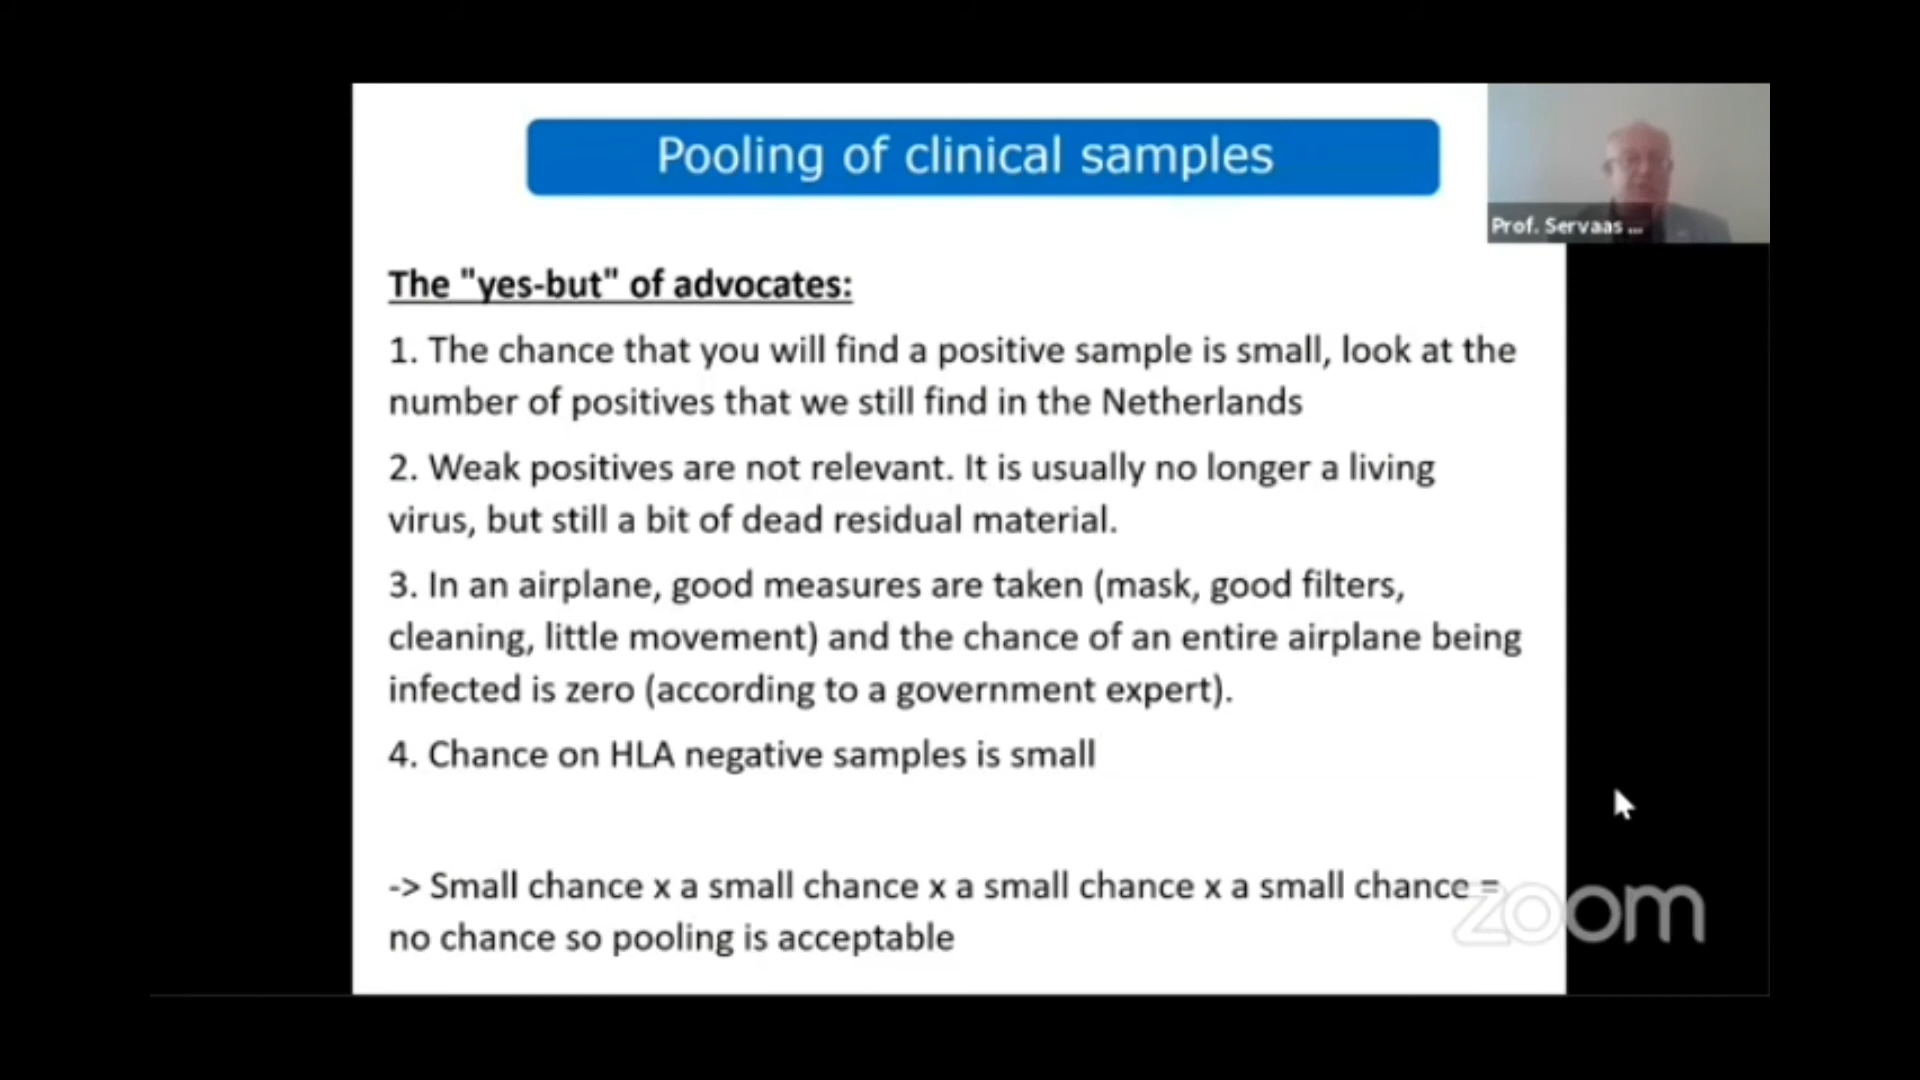 Pooling of clinical samples
Prof. Servaas ...
The "yes-but" of advocates:
1. The chance that you will find a positive sample is small, look at the
number of positives that we still find in the Netherlands
2. Weak positives are not relevant. It is usually no longer a living
virus, but still a bit of dead residual material.
3. In an airplane, good measures are taken (mask, good filters,
cleaning, little movement) and the chance of an entire airplane being
infected is zero (according to a government expert).
4. Chance on HLA negative samples is small
-> Small chance x a small chance x a small chance x a small chance =
no chance so pooling is acceptable
zoom